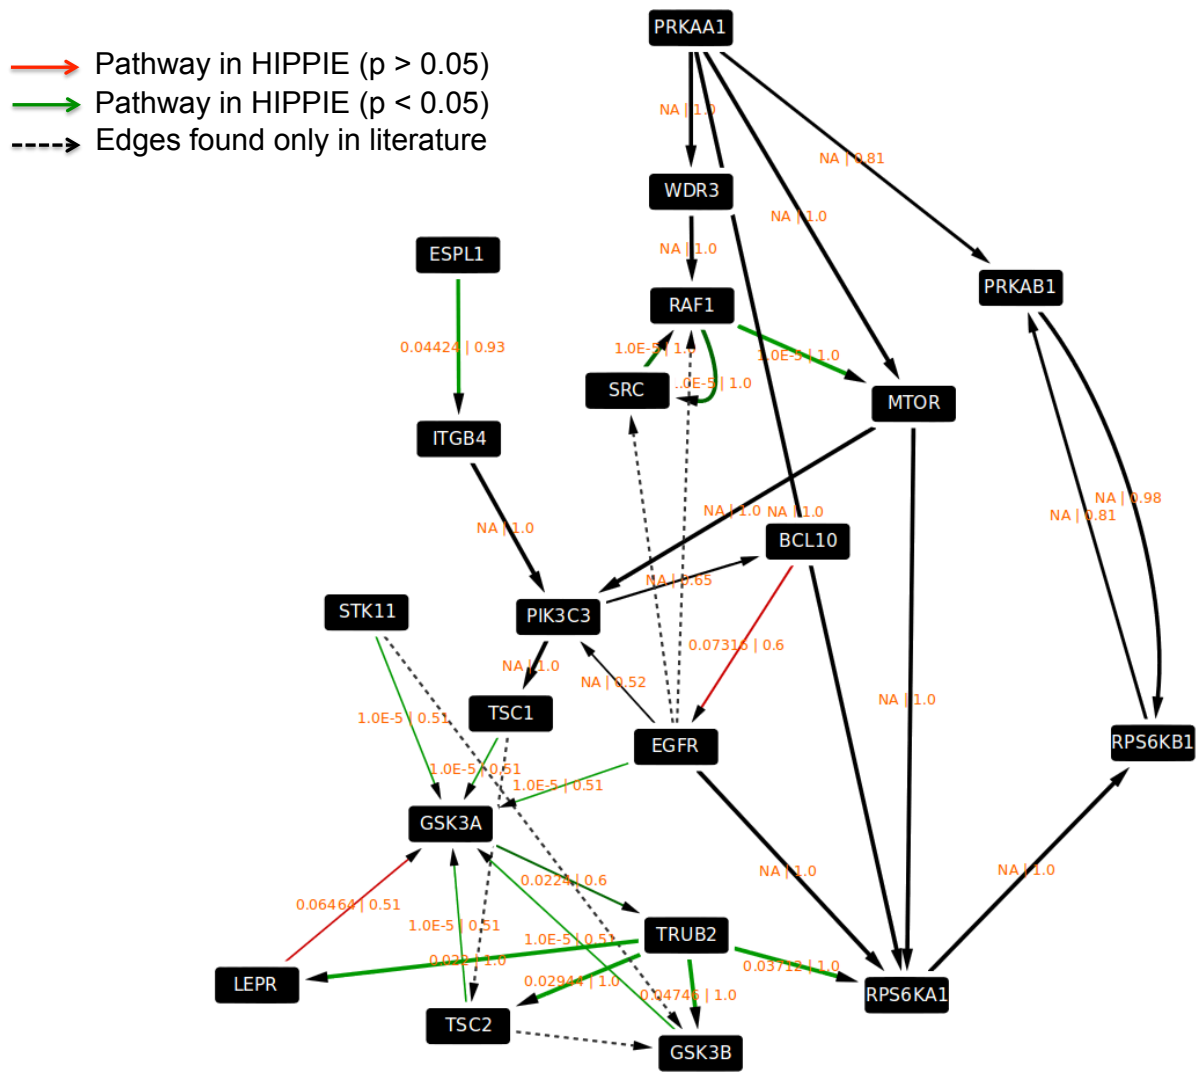 PRKAA1
Pathway in HIPPIE (p > 0.05)
Pathway in HIPPIE (p < 0.05)
Edges found only in literature
NA | 1.0
NA | 0.81
WDR3
NA | 1.0
NA | 1.0
ESPL1
PRKAB1
RAF1
0.04424 | 0.93
1.0E-5 | 1.0
1.0E-5 | 1.0
.0E-5 | 1.0
SRC
MTOR
ITGB4
NA | 0.98
NA | 1.0
NA | 1.0
NA | 0.81
NA | 1.0
BCL10
NA | 0.65
STK11
PIK3C3
0.07315 | 0.6
NA | 1.0
NA | 0.52
NA | 1.0
TSC1
1.0E-5 | 0.51
EGFR
RPS6KB1
1.0E-5 | 0.51
1.0E-5 | 0.51
GSK3A
NA | 1.0
NA | 1.0
0.0224 | 0.6
0.06464 | 0.51
1.0E-5 | 0.51
1.0E-5 | 0.51
TRUB2
0.022 | 1.0
0.03712 | 1.0
LEPR
0.02944 | 1.0
0.04746 | 1.0
RPS6KA1
TSC2
GSK3B